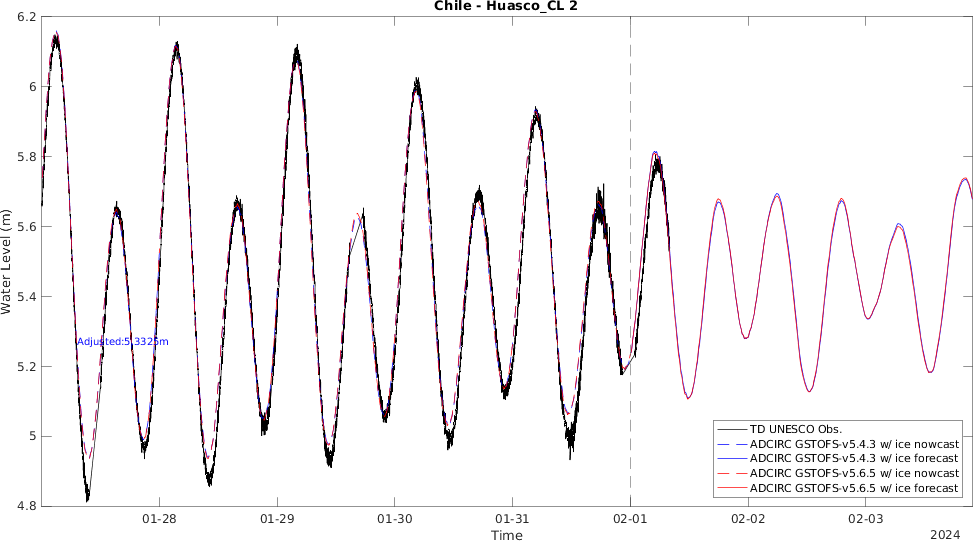 Chile - Huasco_CL 2
6.2
6
5.8
5.6
5.4
5.2
5
4.8
Water Level (m)
Adjusted:5.3325m
TD UNESCO Obs.
ADCIRC GSTOFS-v5.4.3 w/ ice nowcast
ADCIRC GSTOFS-v5.4.3 w/ ice forecast
ADCIRC GSTOFS-v5.6.5 w/ ice nowcast
ADCIRC GSTOFS-v5.6.5 w/ ice forecast
01-28
01-29
01-30
01-31
02-01
02-02
02-03
Time
2024